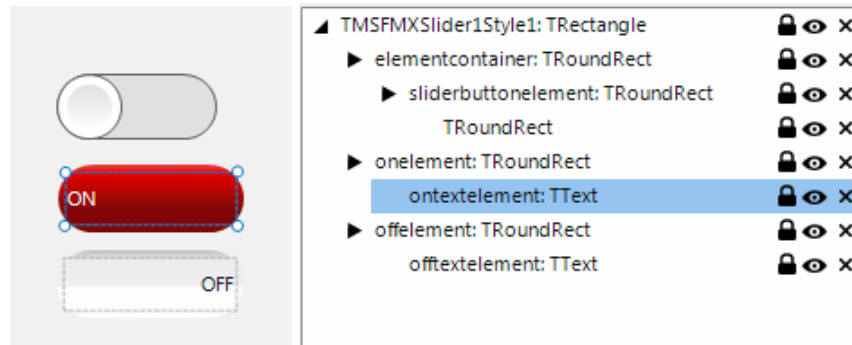 ON
OFF
TMSFMXSlider1Style1: TRectangle
elementcontainer: TRoundRect
sliderbuttonelement: TRoundRect
TRoundRect
onelement: TRoundRect
ontextelement: TText
offelement: TRoundRect
offtextelement: TText